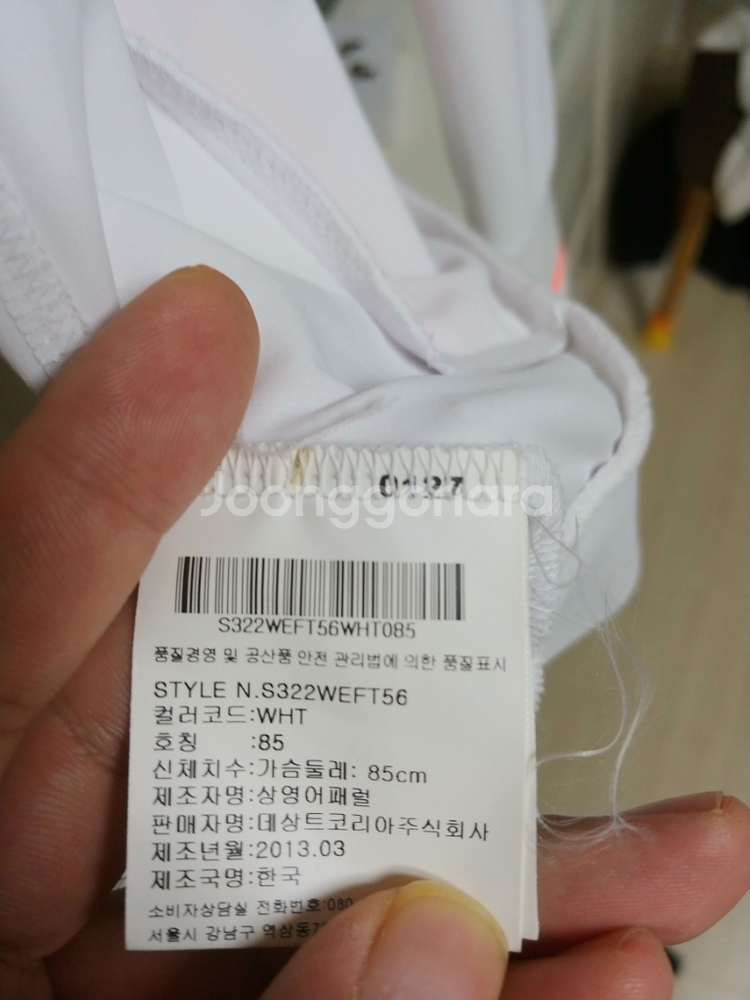 0127
Joonggonara
S322WEFT56WHT085
품질경영 및 공산품 안전 관리법에 의한 품질표시
STYLE N.S322WEFT56
컬러코드:WHT
호칭 :85
신체치수:가슴둘레: 85cm
제조자명:상영어패럴
판매자명:데상트코리아주식회사
제조년월:2013.03
제조국명:한국
소비자상담실 전화번호:080
서울시 강남구 역삼동7